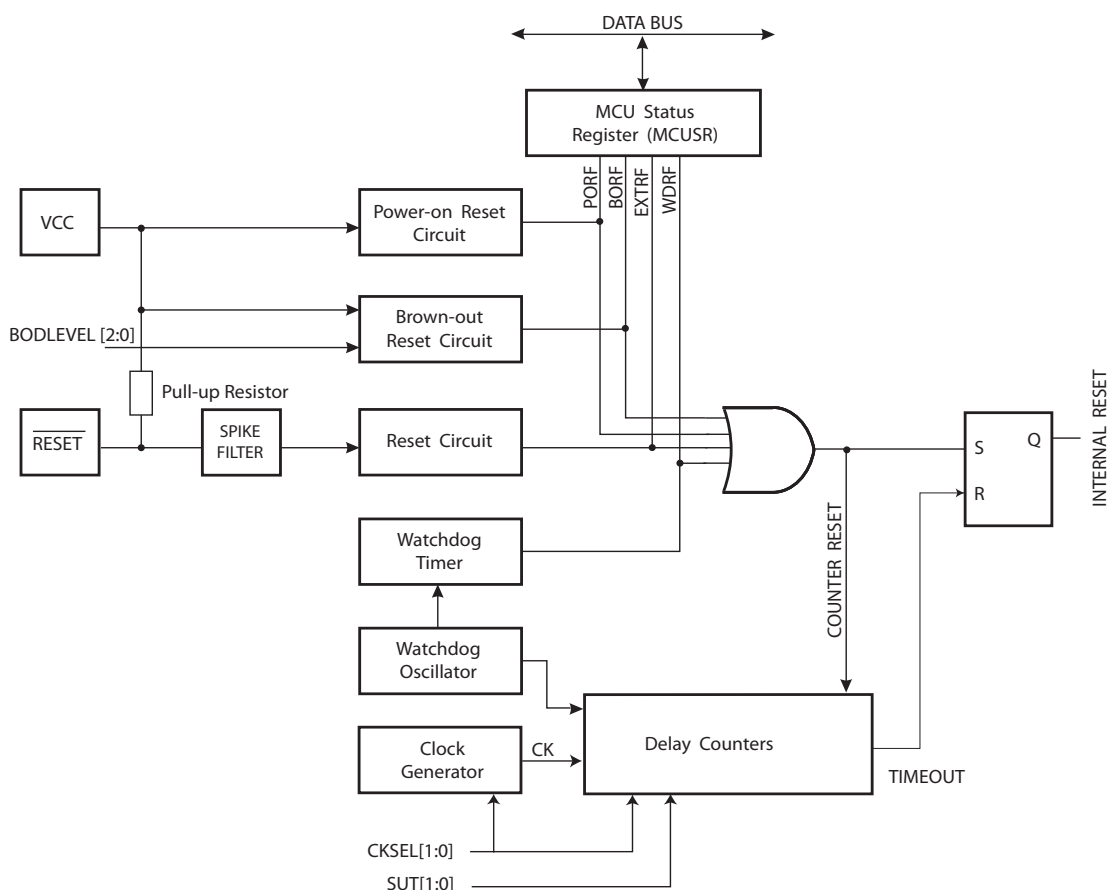 DATA BUS
MCU Status
Register (MCUSR)
PORF
BORF
EXTRF
WDRF
VCC
Power-on Reset
Circuit
BODLEVEL [2:0]
Brown-out
Reset Circuit
Pull-up Resistor
RESET
SPIKE
FILTER
Reset Circuit
S
Q
R
INTERNAL RESET
Watchdog
Timer
COUNTER RESET
Watchdog
Oscillator
Clock
Generator
CK
Delay Counters
TIMEOUT
CKSEL[1:0]
SUT[1:0]